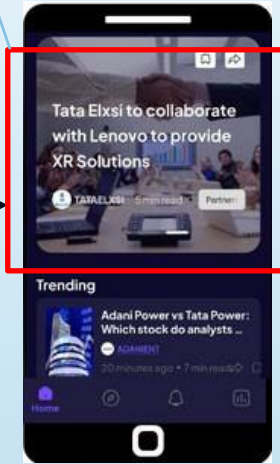 Tata Elxsi to collaborate
with Lenovo to provide
XR Solutions
TATAELXSI • 5 min read • Partner
Trending
Adani Power vs Tata Power:
Which stock do analysts ...
ADANIENT
20 minutes ago • 7 min read
Home